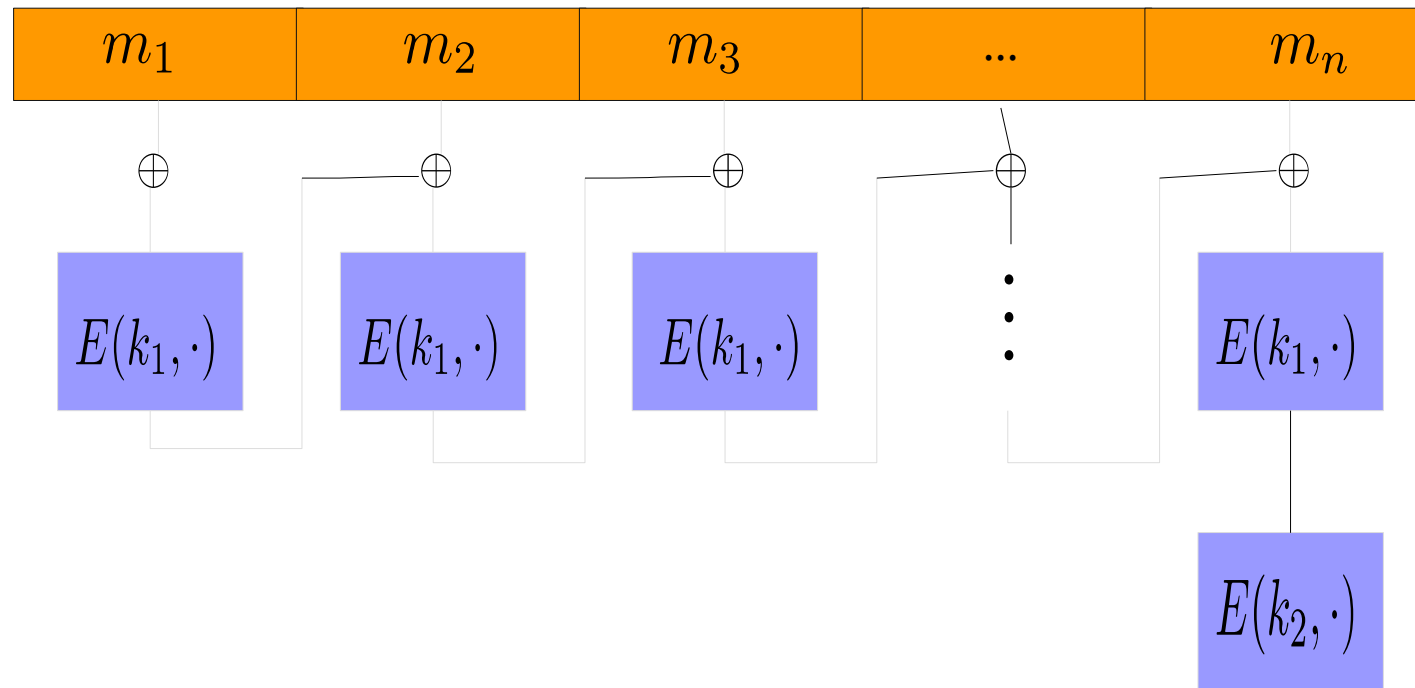 m₁ m₂ m₃ ... mₙ
E(k₁, ·) E(k₁, ·) E(k₁, ·) E(k₁, ·)
E(k₂, ·)